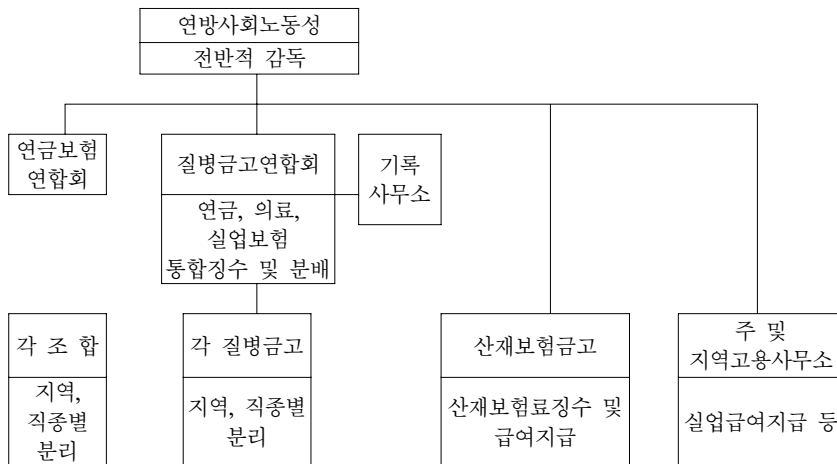 연방사회노동성
전반적 감독
연금보험
연합회
질병금고연합회
연금, 의료,
실업보험
통합징수 및 분배
기록
사무소
각 조 합
지역,
직종별
분리
각 질병금고
지역, 직종별
분리
산재보험금고
산재보험료징수 및
급여지급
주 및
지역고용사무소
실업급여지급 등